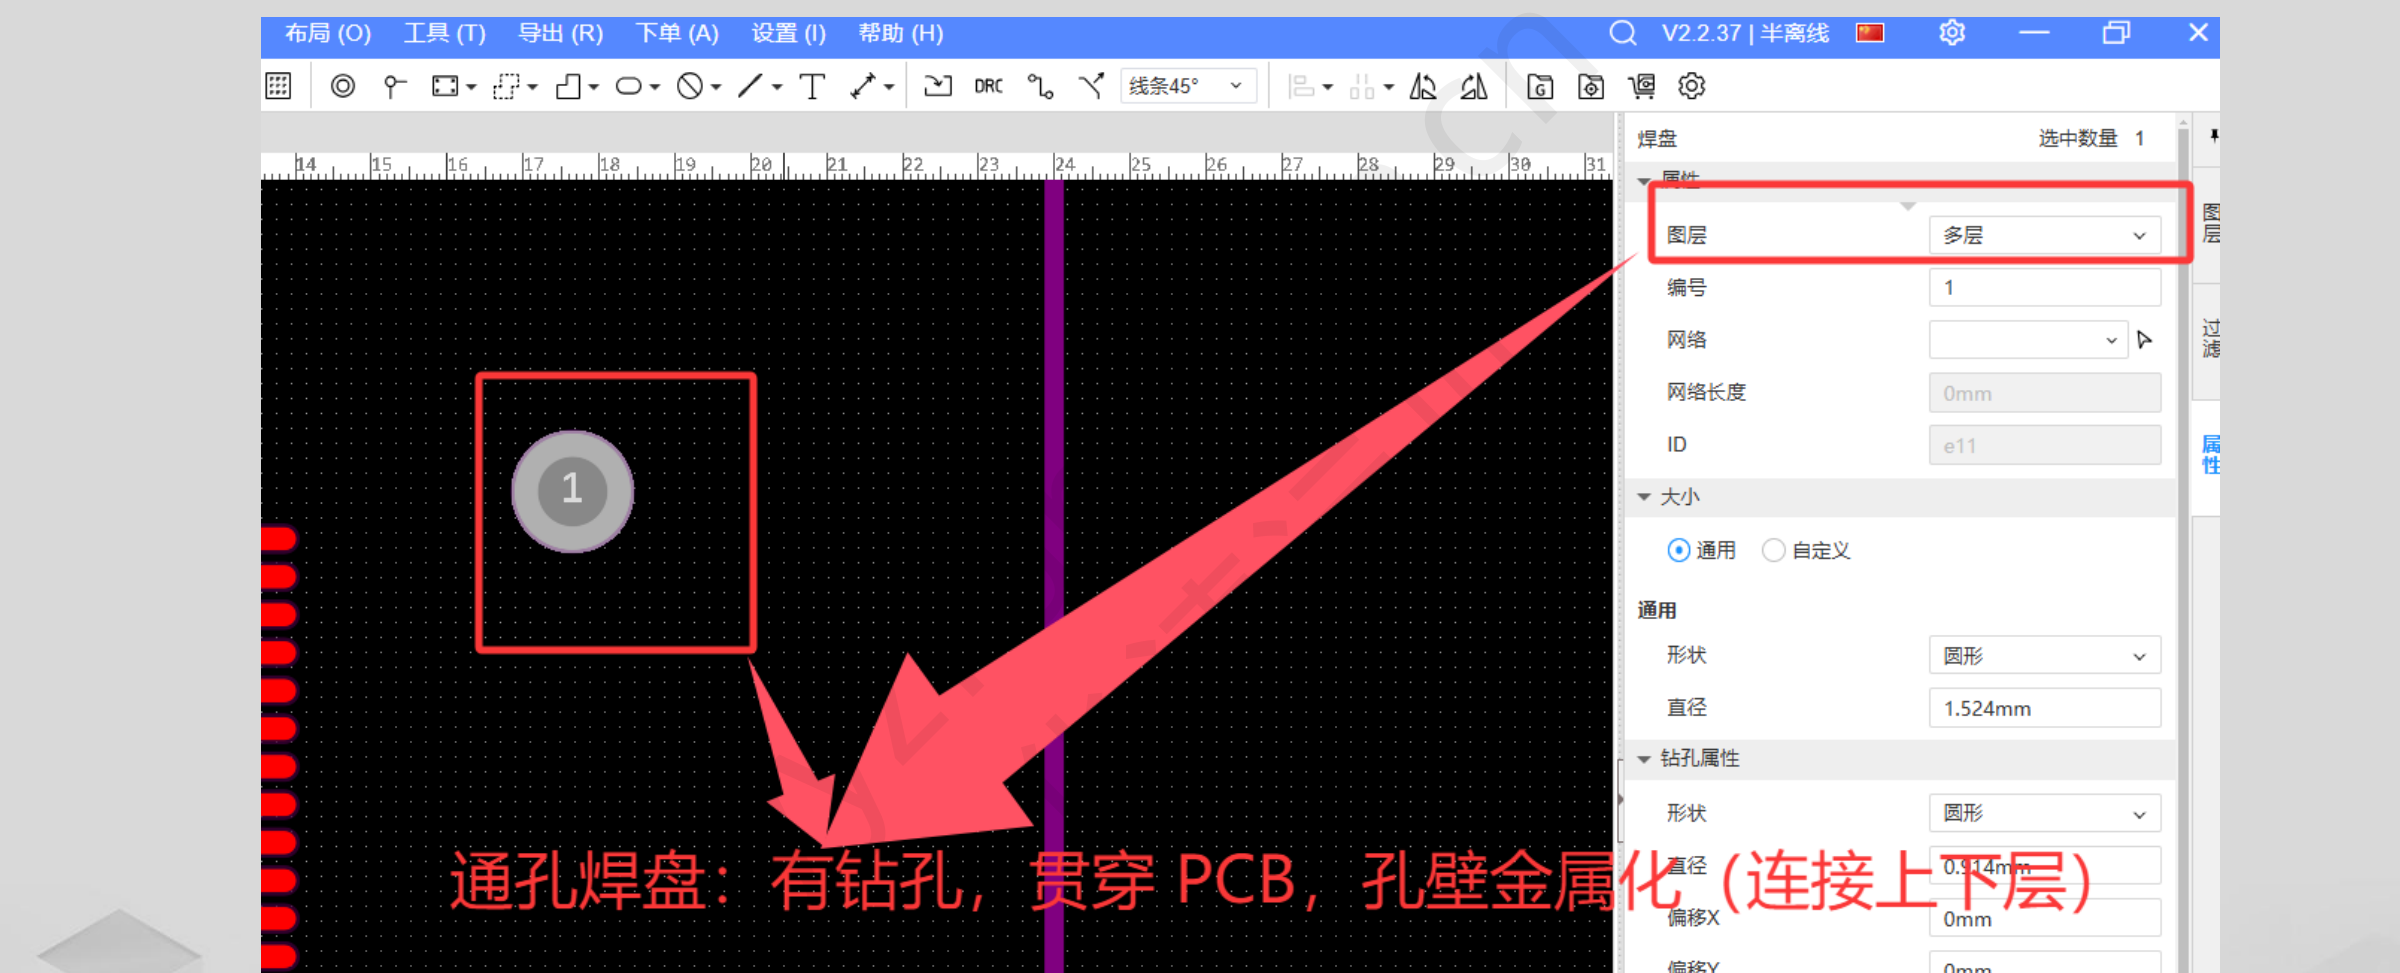 布局 (O) 工具 (T) 导出 (R) 下单 (A) 设置 (I) 帮助 (H) V2.2.37 | 半离线
DRC 线条45° G
14 15 16 17 18 19 20 21 22 23 24 25 26 27 28 29 30 31
焊盘 选中数量 1
属性
图层 多层
编号 1
网络
网络长度 0mm
ID e11
大小
通用 自定义
通用
形状 圆形
直径 1.524mm
钻孔属性
形状 圆形
直径 0.914mm
偏移X 0mm
偏移Y 0mm
图层
过滤
属性
1
通孔焊盘：有钻孔，贯穿 PCB，孔壁金属化（连接上下层）